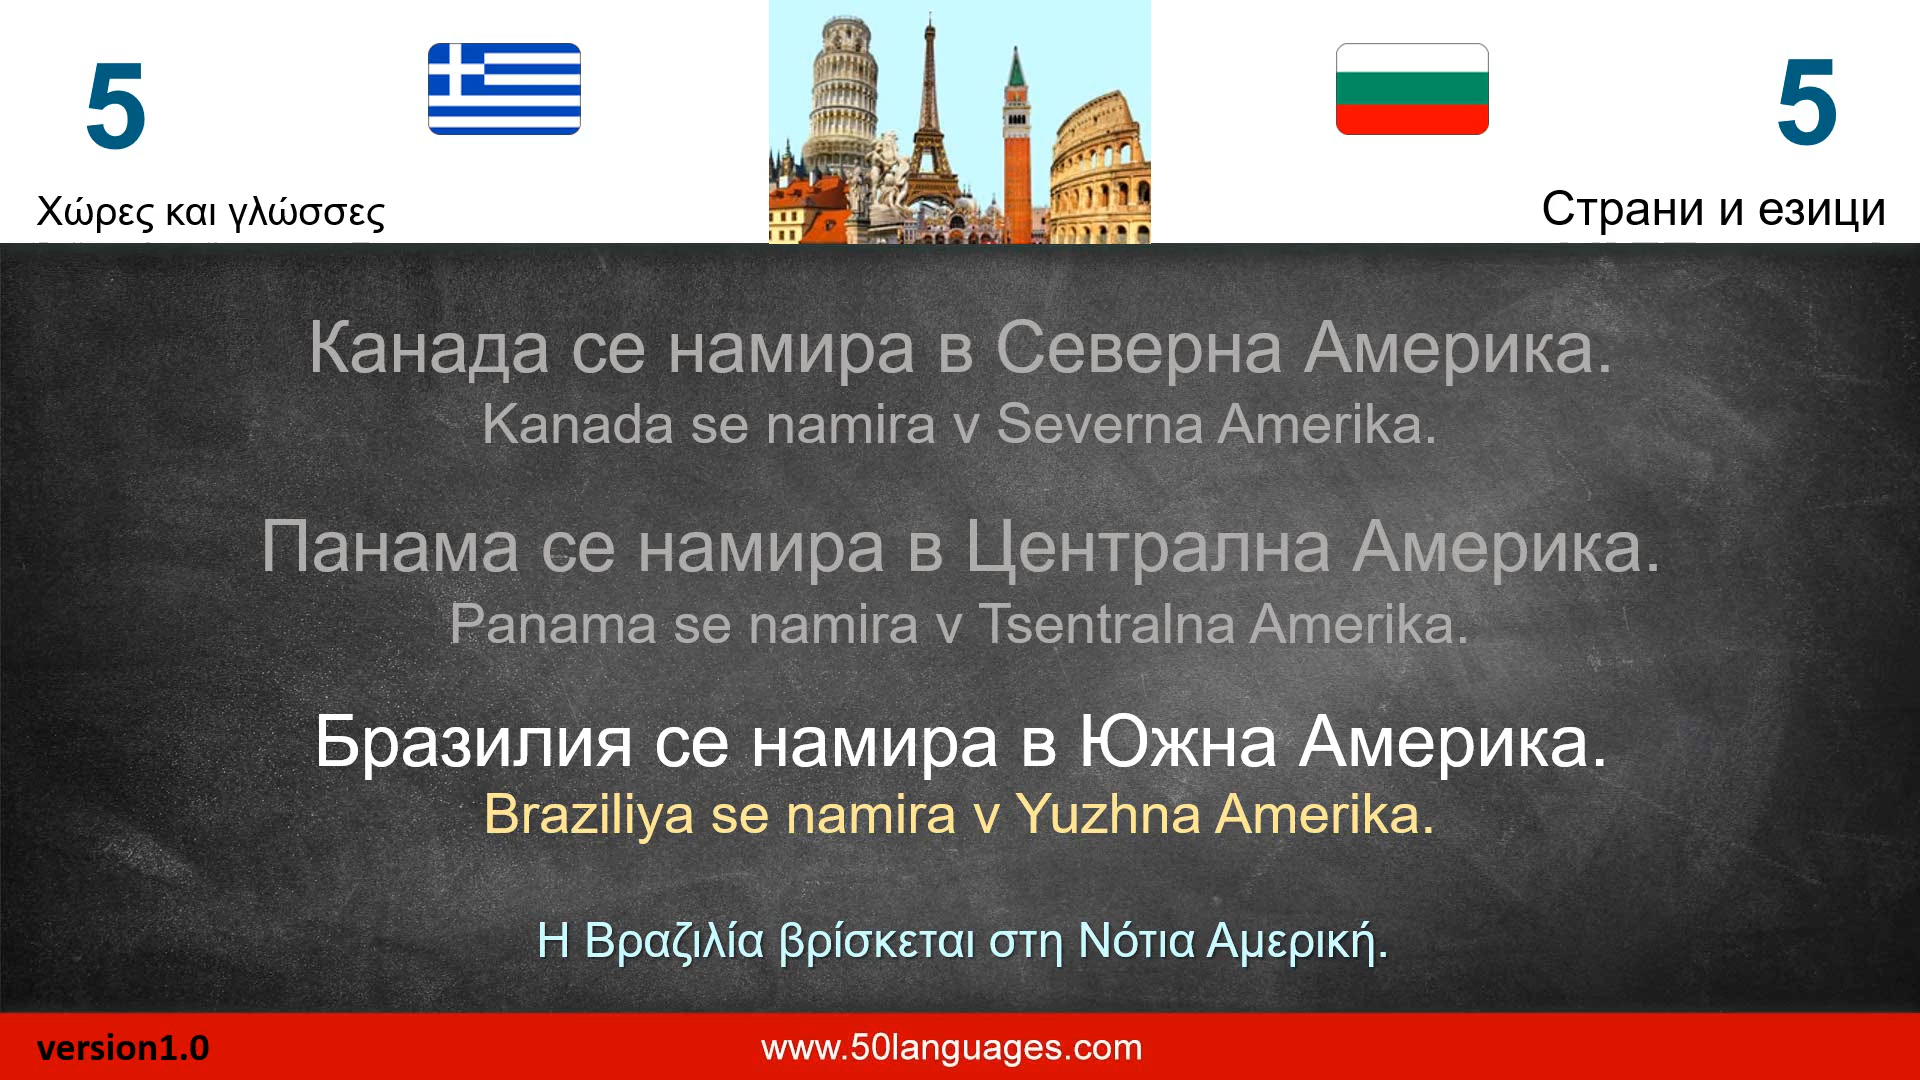 5
5
Χώρες και γλώσσες
Страни и езици
Канада се намира в Северна Америка.
Kanada se namira v Severna Amerika.
Панама се намира в Централна Америка.
Panama se namira v Tsentralna Amerika.
Бразилия се намира в Южна Америка.
Braziliya se namira v Yuzhna Amerika.
Η Βραζιλία βρίσκεται στη Νότια Αμερική.
version1.0
www.50languages.com